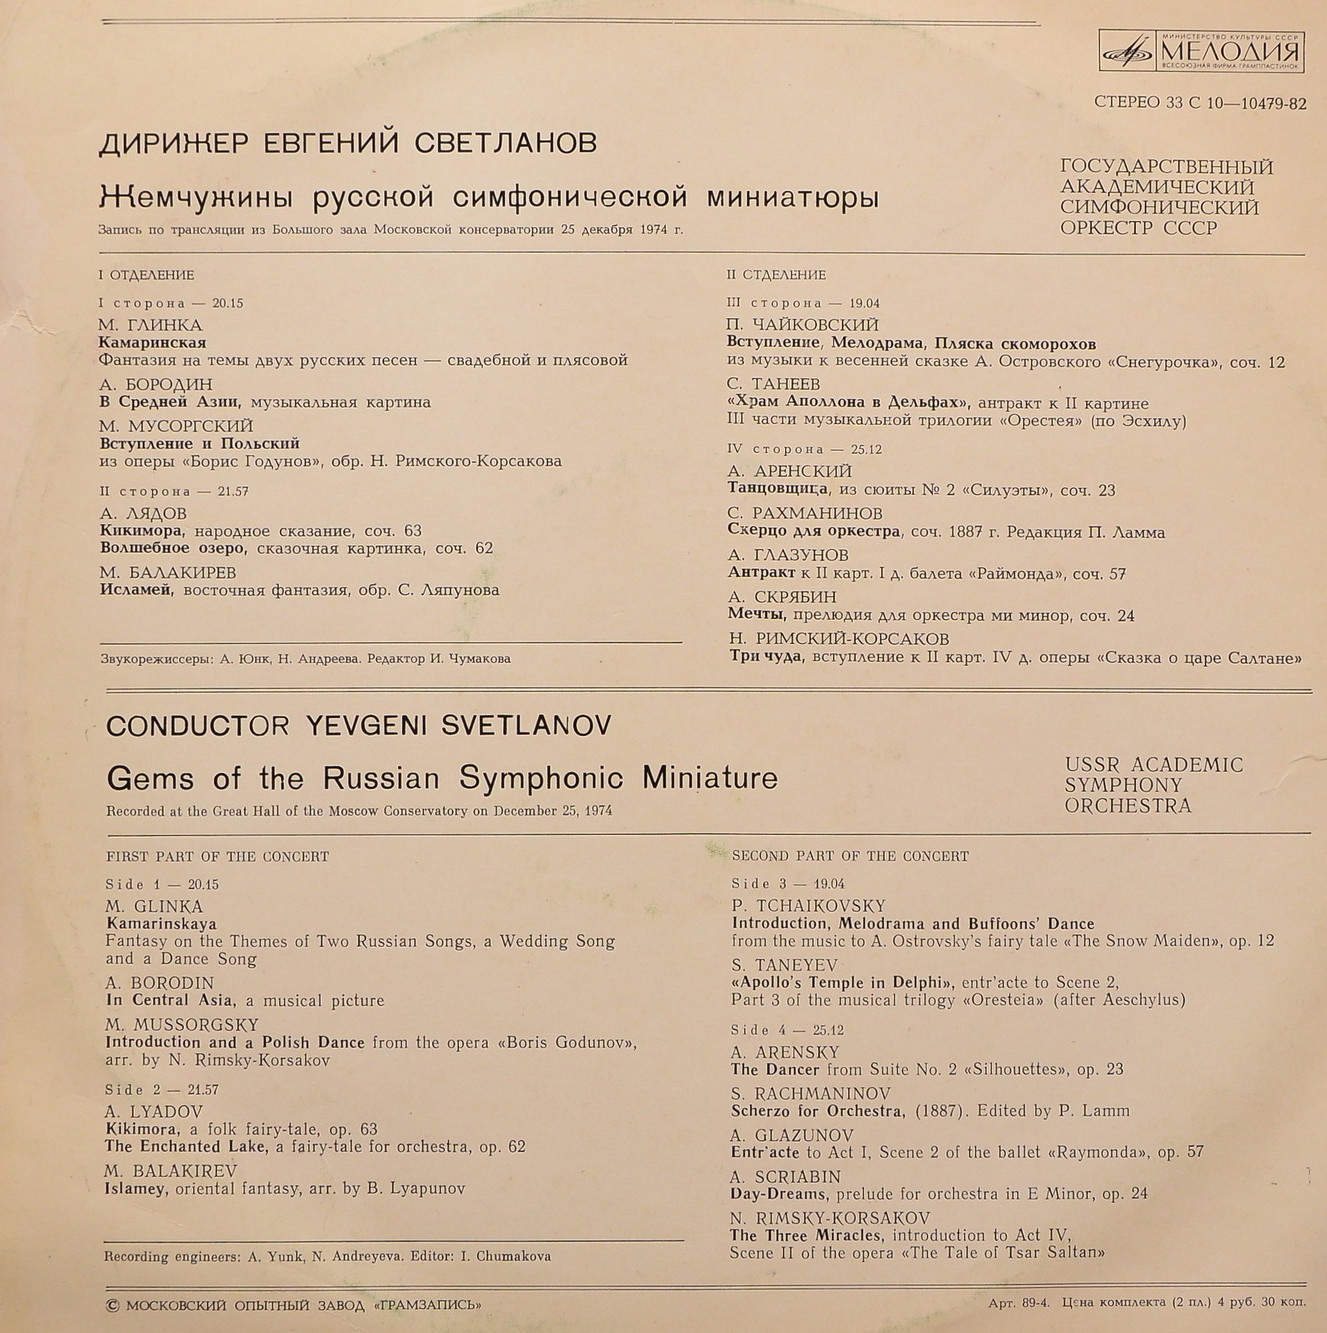 МИНИСТЕРСТВО КУЛЬТУРЫ СССР
МЕЛОДИЯ
ВСЕСОЮЗНАЯ ФИРМА ГРАМПЛАСТИНОК
СТЕРЕО 33 С 10—10479-82
ДИРИЖЕР ЕВГЕНИЙ СВЕТЛАНОВ
Жемчужины русской симфонической миниатюры
Запись по трансляции из Большого зала Московской консерватории 25 декабря 1974 г.
ГОСУДАРСТВЕННЫЙ
АКАДЕМИЧЕСКИЙ
СИМФОНИЧЕСКИЙ
ОРКЕСТР СССР
I ОТДЕЛЕНИЕ
I сторона — 20.15
М. ГЛИНКА
Камаринская
Фантазия на темы двух русских песен — свадебной и плясовой
А. БОРОДИН
В Средней Азии, музыкальная картина
М. МУСОРГСКИЙ
Вступление и Польский
из оперы «Борис Годунов», обр. Н. Римского-Корсакова
II сторона — 21.57
А. ЛЯДОВ
Кикимора, народное сказание, соч. 63
Волшебное озеро, сказочная картинка, соч. 62
М. БАЛАКИРЕВ
Исламей, восточная фантазия, обр. С. Ляпунова
Звукорежиссеры: А. Юнк, Н. Андреева. Редактор И. Чумакова
II СТДЕЛЕНИЕ
III сторона — 19.04
П. ЧАЙКОВСКИЙ
Вступление, Мелодрама, Пляска скоморохов
из музыки к весенней сказке А. Островского «Снегурочка», соч. 12
С. ТАНЕЕВ
«Храм Аполлона в Дельфах», антракт к II картине
III части музыкальной трилогии «Орестея» (по Эсхилу)
IV сторона — 25.12
А. АРЕНСКИЙ
Танцовщица, из сюиты № 2 «Силуэты», соч. 23
С. РАХМАНИНОВ
Скерцо для оркестра, соч. 1887 г. Редакция П. Ламма
А. ГЛАЗУНОВ
Антракт к II карт. I д. балета «Раймонда», соч. 57
А. СКРЯБИН
Мечты, прелюдия для оркестра ми минор, соч. 24
Н. РИМСКИЙ-КОРСАКОВ
Три чуда, вступление к II карт. IV д. оперы «Сказка о царе Салтане»
CONDUCTOR YEVGENI SVETLANOV
Gems of the Russian Symphonic Miniature
Recorded at the Great Hall of the Moscow Conservatory on December 25, 1974
USSR ACADEMIC
SYMPHONY
ORCHESTRA
FIRST PART OF THE CONCERT
Side 1 — 20.15
M. GLINKA
Kamarinskaya
Fantasy on the Themes of Two Russian Songs, a Wedding Song
and a Dance Song
A. BORODIN
In Central Asia, a musical picture
M. MUSSORGSKY
Introduction and a Polish Dance from the opera «Boris Godunov»,
arr. by N. Rimsky-Korsakov
Side 2 — 21.57
A. LYADOV
Kikimora, a folk fairy-tale, op. 63
The Enchanted Lake, a fairy-tale for orchestra, op. 62
M. BALAKIREV
Islamey, oriental fantasy, arr. by B. Lyapunov
Recording engineers: A. Yunk, N. Andreyeva. Editor: I. Chumakova
SECOND PART OF THE CONCERT
Side 3 — 19.04
P. TCHAIKOVSKY
Introduction, Melodrama and Buffoons' Dance
from the music to A. Ostrovsky's fairy tale «The Snow Maiden», op. 12
S. TANEYEV
«Apollo's Temple in Delphi», entr'acte to Scene 2,
Part 3 of the musical trilogy «Oresteia» (after Aeschylus)
Side 4 — 25.12
A. ARENSKY
The Dancer from Suite No. 2 «Silhouettes», op. 23
S. RACHMANINOV
Scherzo for Orchestra, (1887). Edited by P. Lamm
A. GLAZUNOV
Entr'acte to Act I, Scene 2 of the ballet «Raymonda», op. 57
A. SCRIABIN
Day-Dreams, prelude for orchestra in E Minor, op. 24
N. RIMSKY-KORSAKOV
The Three Miracles, introduction to Act IV,
Scene II of the opera «The Tale of Tsar Saltan»
© МОСКОВСКИЙ ОПЫТНЫЙ ЗАВОД «ГРАМЗАПИСЬ»
Арт. 89-4. Цена комплекта (2 пл.) 4 руб. 30 коп.